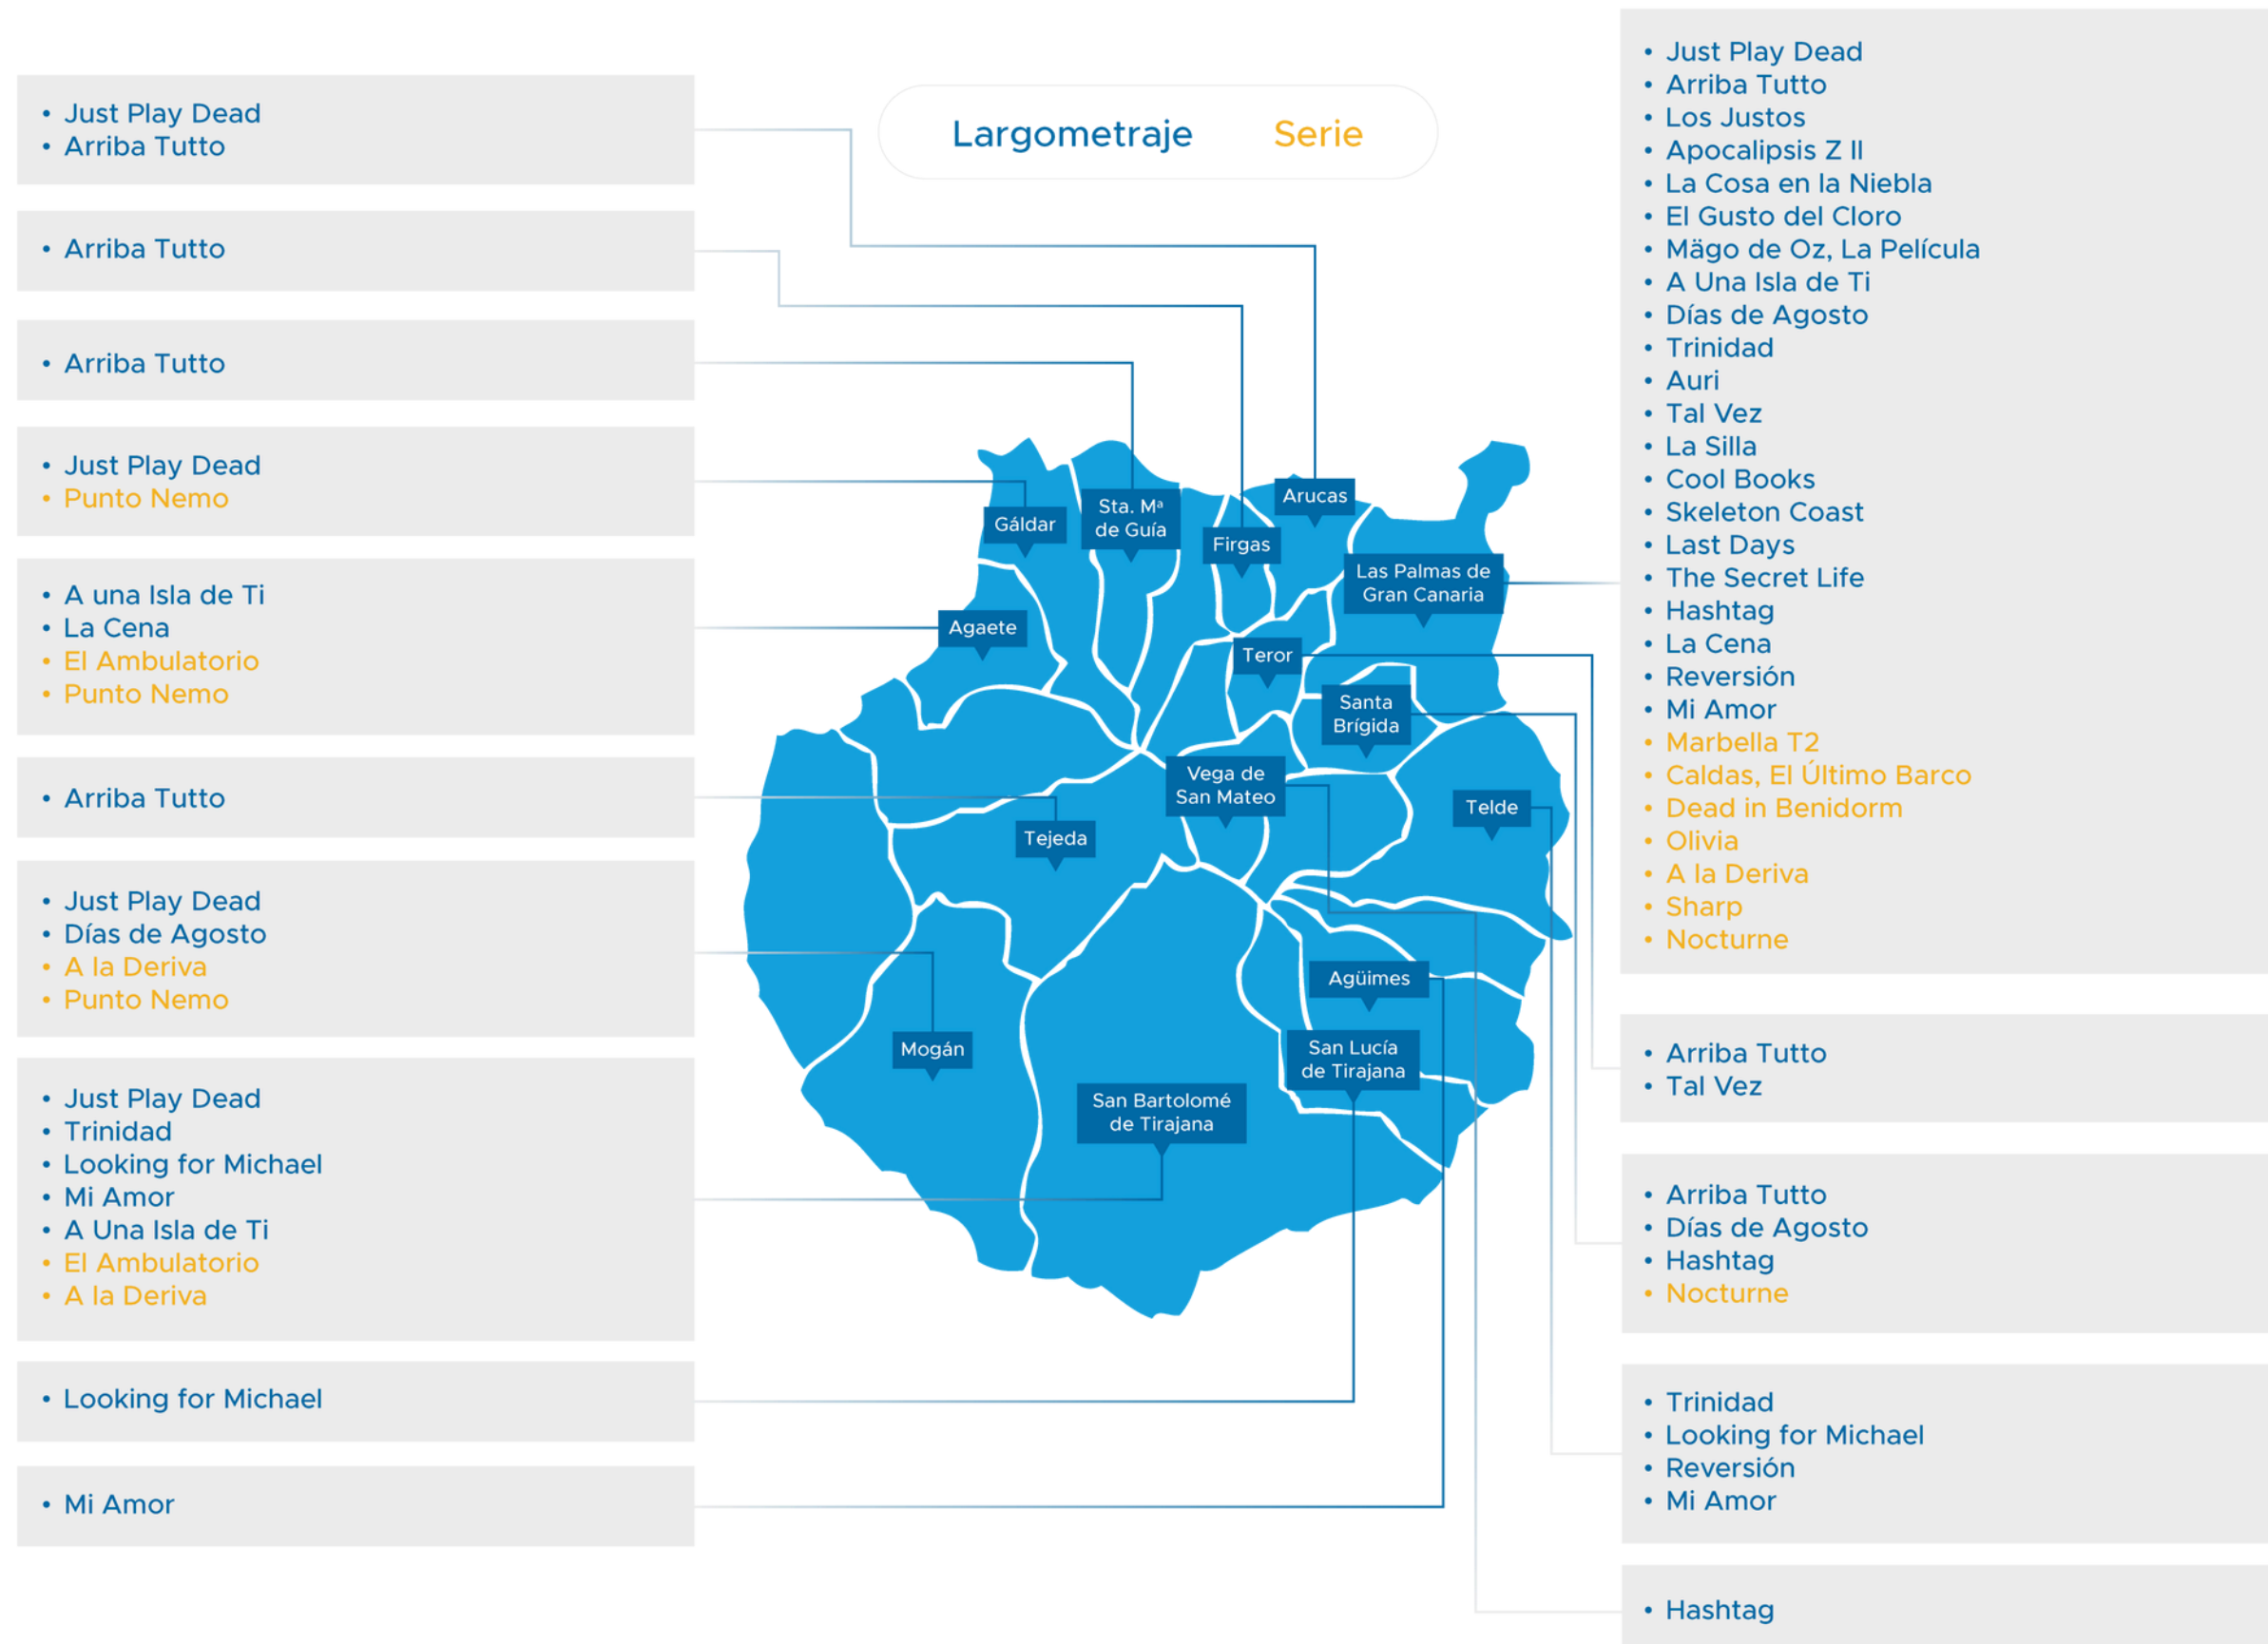 Just Play Dead
Arriba Tutto
Arriba Tutto
Arriba Tutto
Just Play Dead
Punto Nemo
A una Isla de Ti
La Cena
El Ambulatorio
Punto Nemo
Arriba Tutto
Just Play Dead
Días de Agosto
A la Deriva
Punto Nemo
Just Play Dead
Trinidad
Looking for Michael
Mi Amor
A Una Isla de Ti
El Ambulatorio
A la Deriva
Looking for Michael
Mi Amor
Largometraje Serie
Arucas
Sta. Mª
de Guía
Gáldar
Firgas
Las Palmas de
Gran Canaria
Agaete
Teror
Santa
Brígida
Vega de
San Mateo
Telde
Tejeda
Agüimes
Mogán
San Lucía
de Tirajana
San Bartolomé
de Tirajana
Just Play Dead
Arriba Tutto
Los Justos
Apocalipsis Z II
La Cosa en la Niebla
El Gusto del Cloro
Mägo de Oz, La Película
A Una Isla de Ti
Días de Agosto
Trinidad
Auri
Tal Vez
La Silla
Cool Books
Skeleton Coast
Last Days
The Secret Life
Hashtag
La Cena
Reversión
Mi Amor
Marbella T2
Caldas, El Último Barco
Dead in Benidorm
Olivia
A la Deriva
Sharp
Nocturne
Arriba Tutto
Tal Vez
Arriba Tutto
Días de Agosto
Hashtag
Nocturne
Trinidad
Looking for Michael
Reversión
Mi Amor
Hashtag